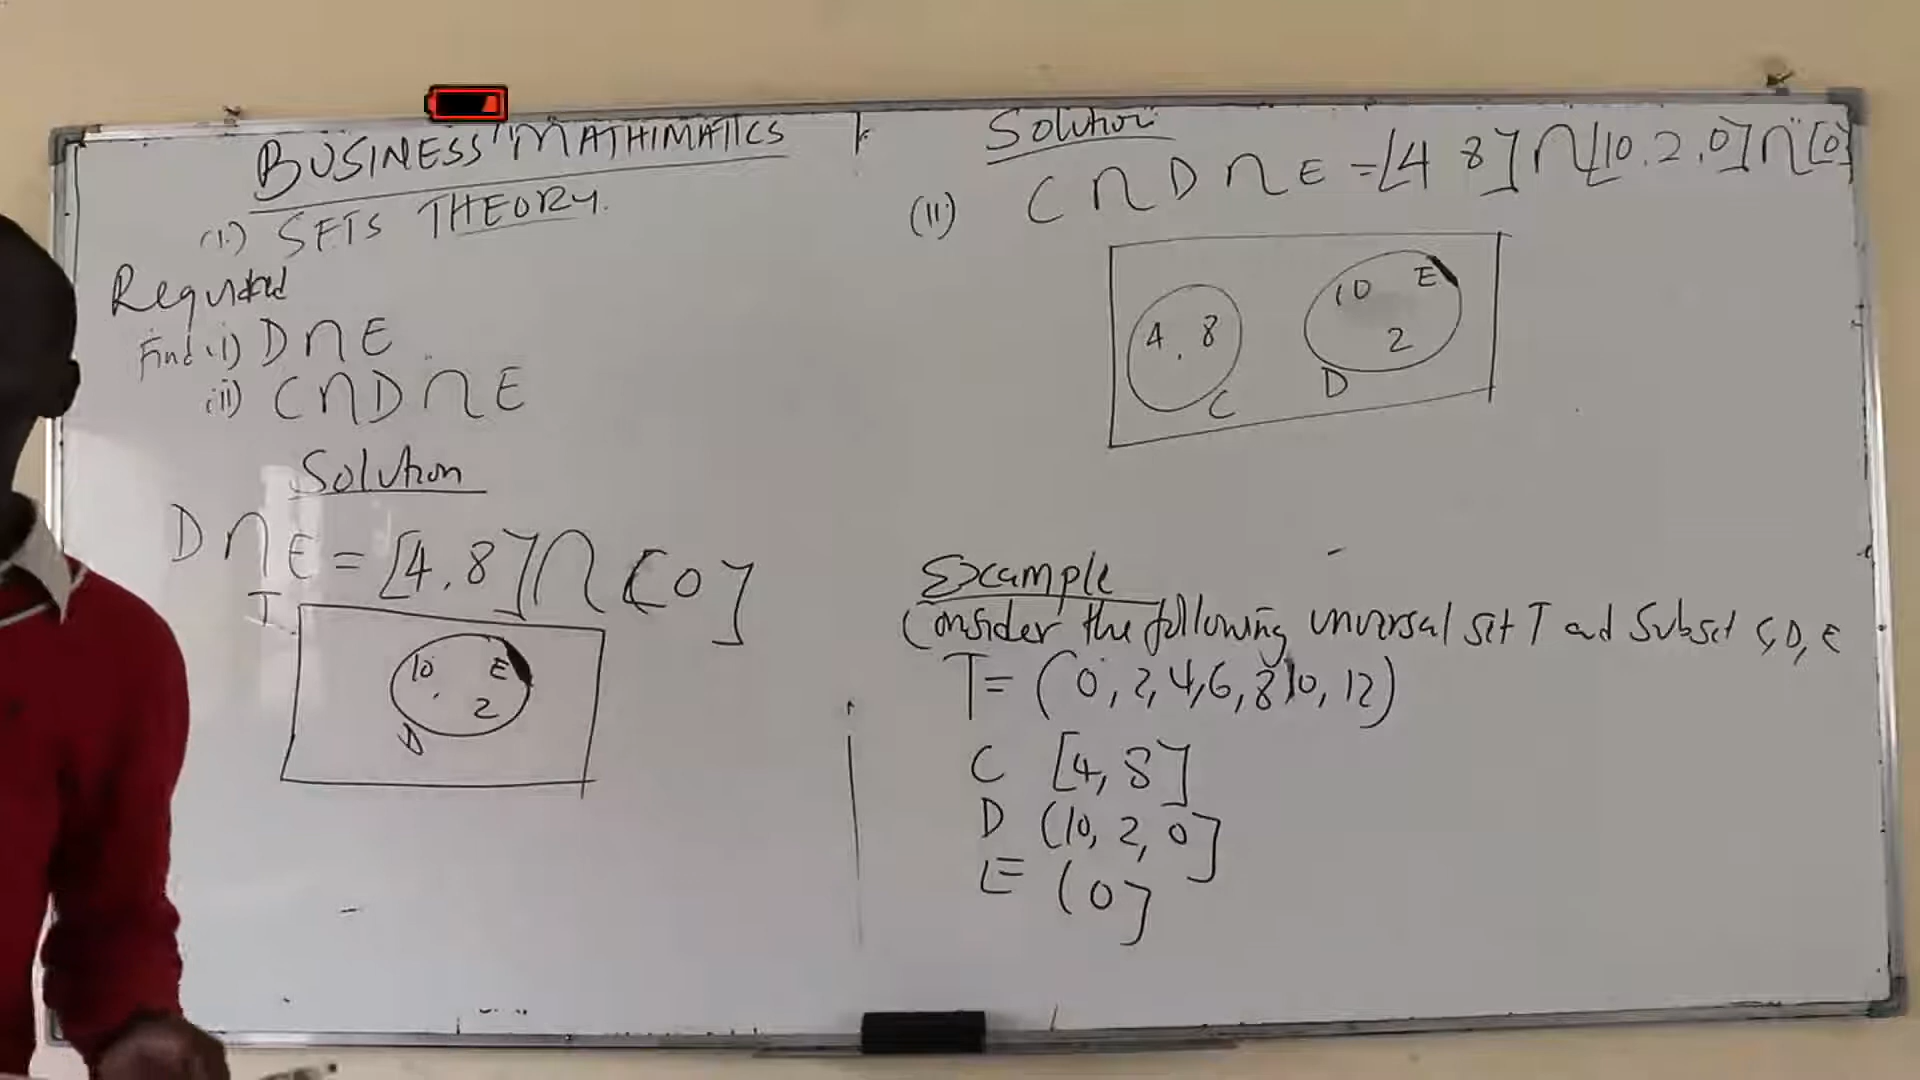 BUSINESS MATHIMATICS
(1.) SETS THEORY.
Required
Find (i) D∩E
(ii) C∩D∩E
Solution
D∩E = [4,8]∩[0]
10 E
2
D
Solution
(11) C∩D∩E = [4 8]∩[10,2,0]∩[0]
4, 8
C
10 E
2
D
Example
Consider the following universal set T and Subset C,D,E
T= (0,2,4,6,8,10,12)
C [4,8]
D (10,2,0]
E (0]